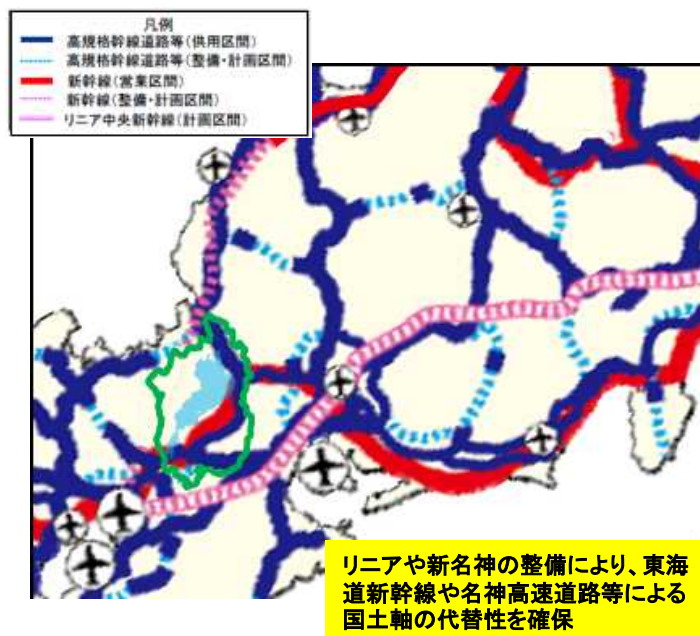 凡例
高規格幹線道路等(供用区間)
高規格幹線道路等(整備・計画区間)
新幹線(営業区間)
新幹線(整備・計画区間)
リニア中央新幹線(計画区間)
リニアや新名神の整備により、東海
道新幹線や名神高速道路等による
国土軸の代替性を確保